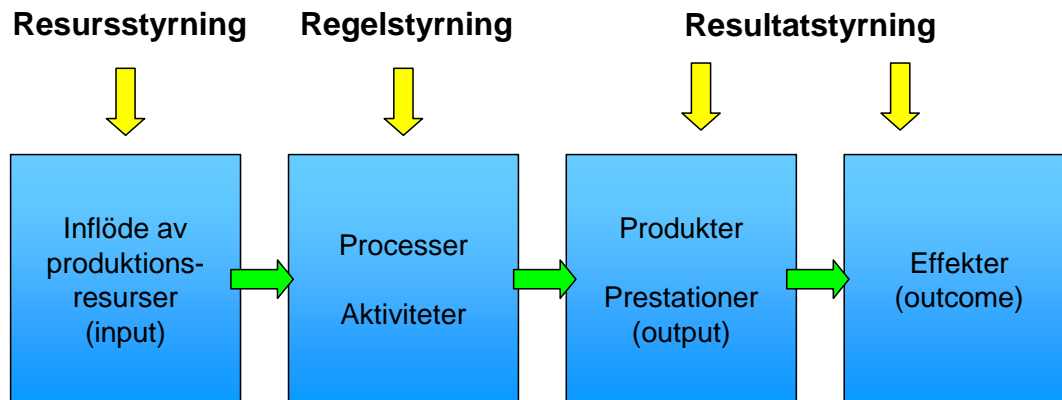 Resursstyrning
Regelstyrning
Resultatstyrning
Inflöde av
produktions-
resurser
(input)
Processer
Aktiviteter
Produkter
Prestationer
(output)
Effekter
(outcome)